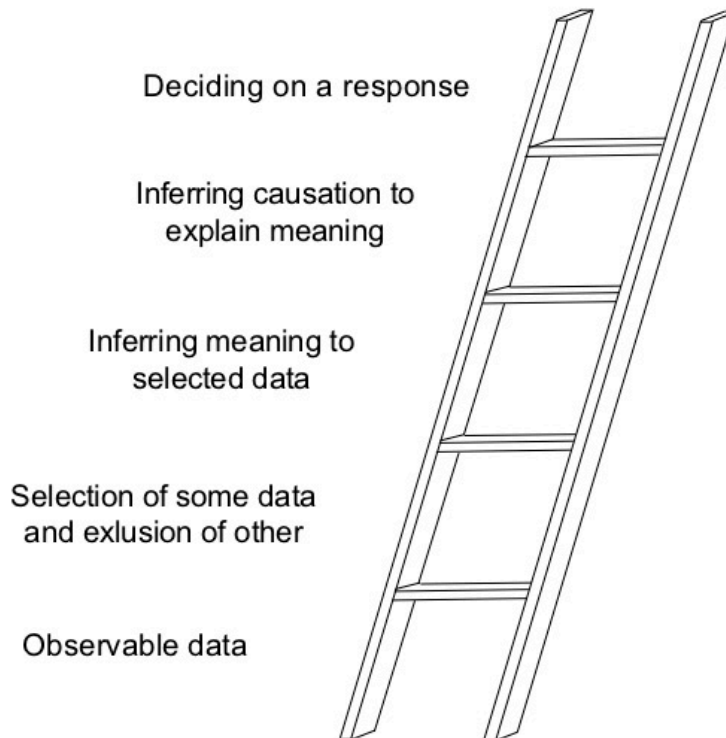 Deciding on a response
Inferring causation to
explain meaning
Inferring meaning to
selected data
Selection of some data
and exlusion of other
Observable data